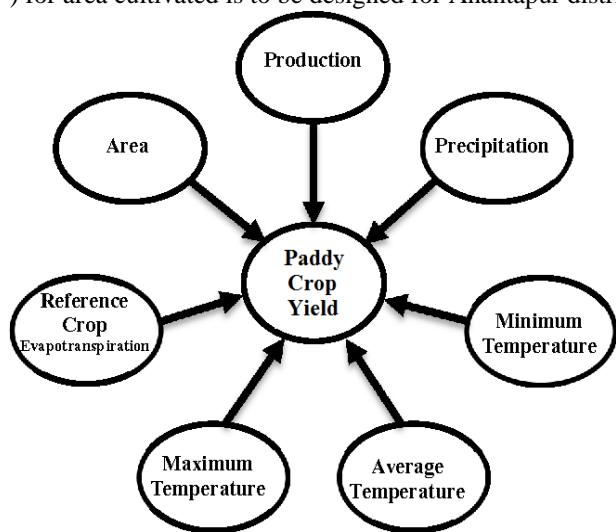 ) for area cultivated is to be designed for Anantapur
Production
Area
Precipitation
Paddy
Crop
Yield
Reference
Crop
Evapotranspiration
Minimum
Temperature
Maximum
Temperature
Average
Temperature